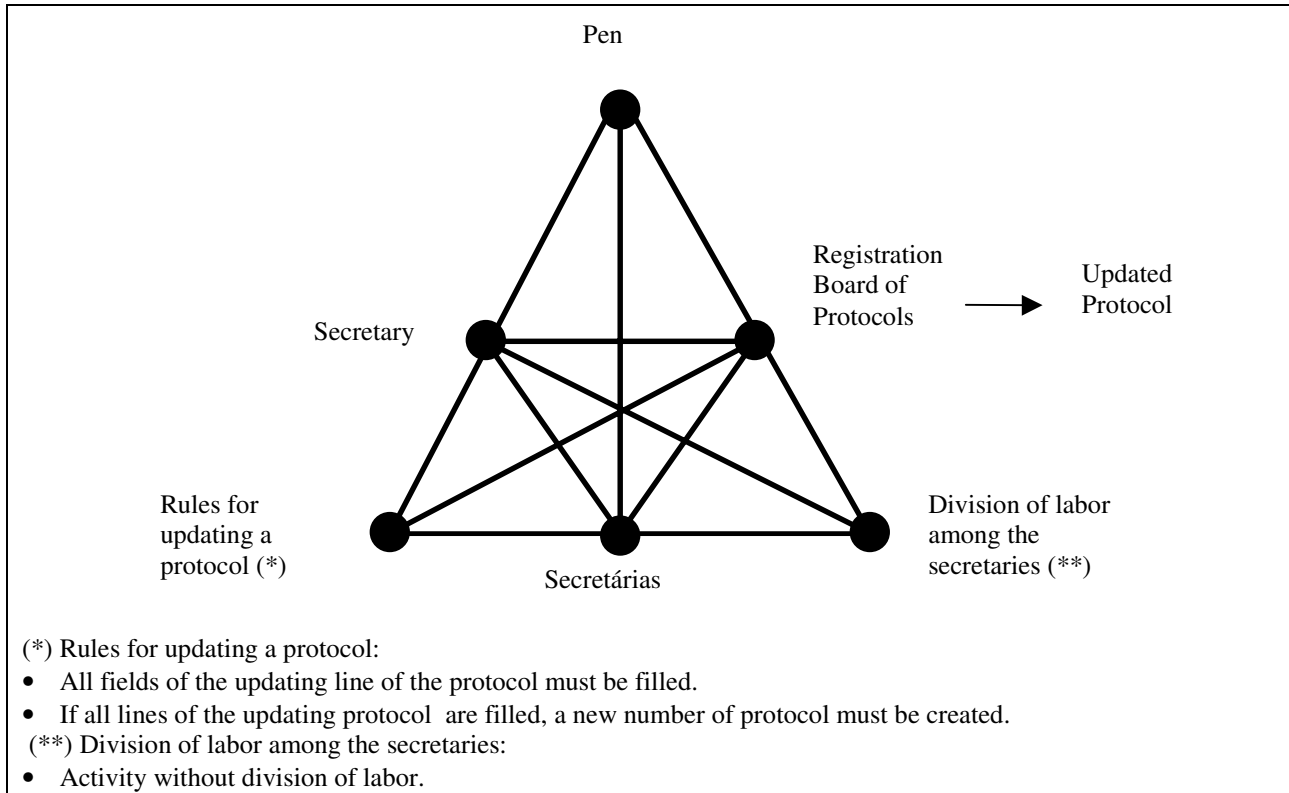 Pen
Registration
Board of
Protocols
Updated
Protocol
Secretary
Rules for
updating a
protocol (*)
Secretárias
Division of labor
among the
secretaries (**)
(*) Rules for updating a protocol:
• All fields of the updating line of the protocol must be filled.
• If all lines of the updating protocol are filled, a new number of protocol must be created.
(**) Division of labor among the secretaries:
• Activity without division of labor.